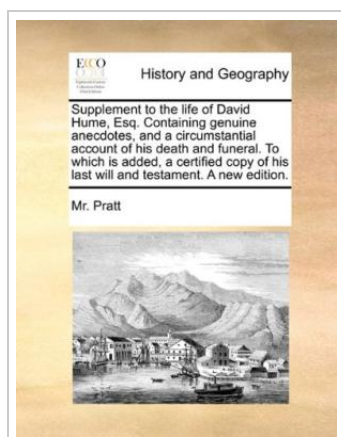 ECCO
History and Geography
Supplement to the life of David
Hume, Esq. Containing genuine
anecdotes, and a circumstantial
account of his death and funeral. To
which is added, a certified copy of his
last will and testament. A new edition.
Mr. Pratt